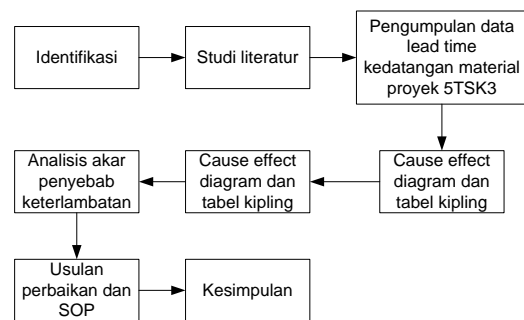 Identifikasi
Studi literatur
Pengumpulan data
lead time
kedatangan material
proyek 5TSK3
Cause effect
diagram dan
tabel kipling
Cause effect
diagram dan
tabel kipling
Analisis akar
penyebab
keterlambatan
Usulan
perbaikan dan
SOP
Kesimpulan